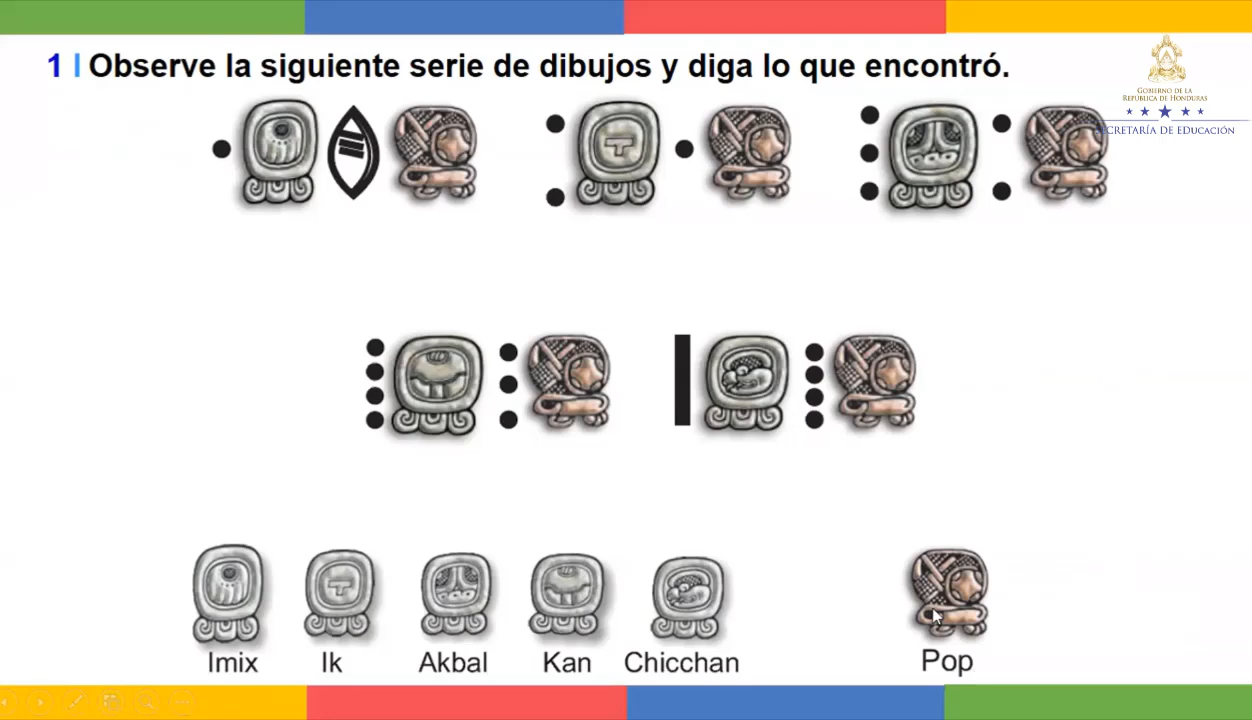 1 | Observe la siguiente serie de dibujos y diga lo que encontró.
GOBIERNO DE LA
REPÚBLICA DE HONDURAS
SECRETARÍA DE EDUCACIÓN
Imix Ik Akbal Kan Chicchan Pop